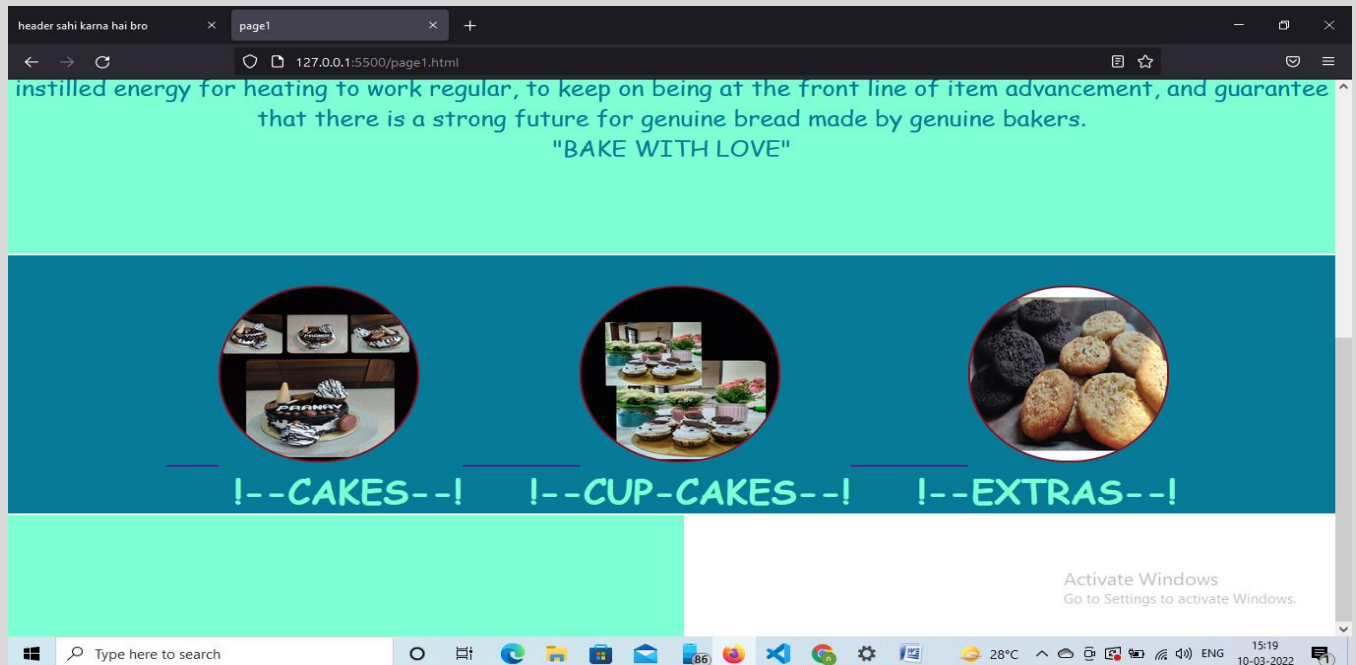 header sahi karna hai bro
page1
127.0.0.1:5500/page1.html
instilled energy for heating to work regular, to keep on being at the front line of item advancement, and guarantee
that there is a strong future for genuine bread made by genuine bakers.
"BAKE WITH LOVE"
PRANAY
!--CAKES--! !--CUP-CAKES--! !--EXTRAS--!
Activate Windows
Go to Settings to activate Windows.
Type here to search
86
28°C
ENG
15:19
10-03-2022